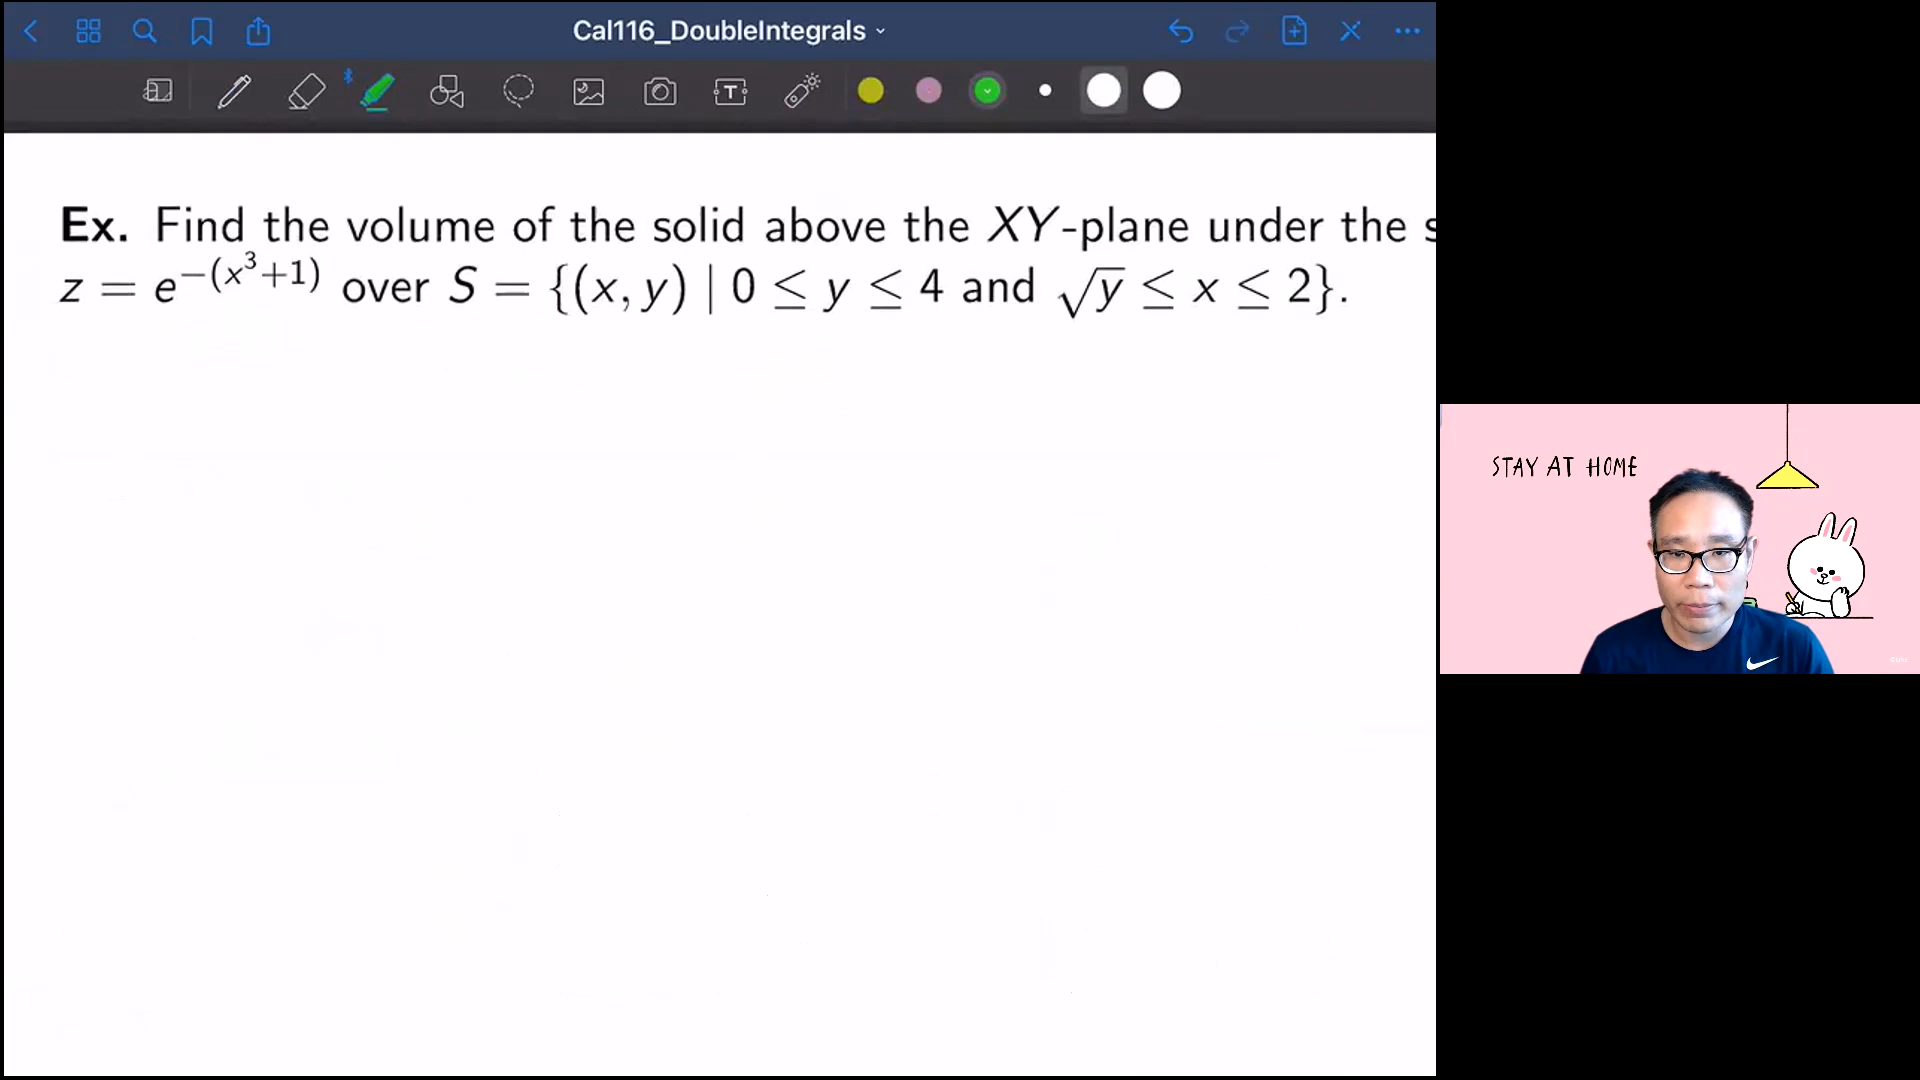 Cal116_DoubleIntegrals
T
Ex. Find the volume of the solid above the XY-plane under the s
z = e^{-(x^3+1)} over S = {(x, y) | 0 ≤ y ≤ 4 and √y ≤ x ≤ 2}.
STAY AT HOME